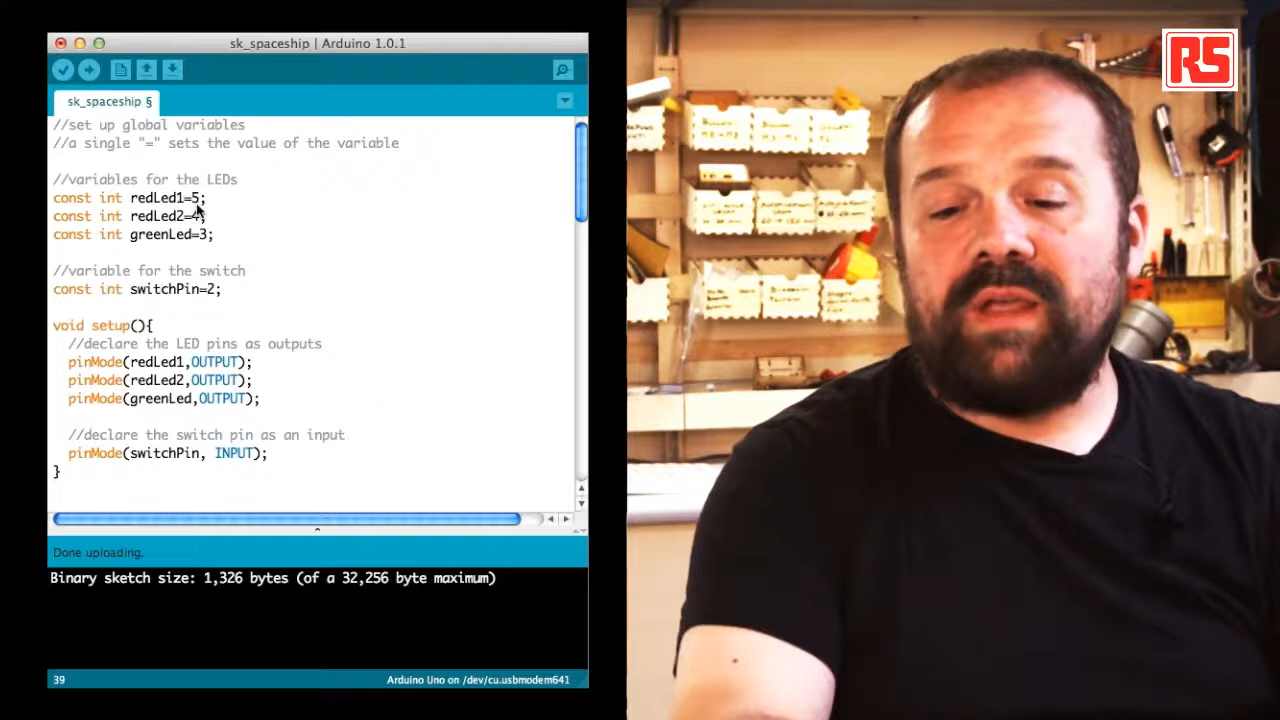 sk_spaceship | Arduino 1.0.1
sk_spaceship §
//set up global variables
//a single "=" sets the value of the variable
//variables for the LEDs
const int redLed1=5;
const int redLed2=4;
const int greenLed=3;
//variable for the switch
const int switchPin=2;
void setup(){
//declare the LED pins as outputs
pinMode(redLed1,OUTPUT);
pinMode(redLed2,OUTPUT);
pinMode(greenLed,OUTPUT);
//declare the switch pin as an input
pinMode(switchPin, INPUT);
}
Done uploading.
Binary sketch size: 1,326 bytes (of a 32,256 byte maximum)
39
Arduino Uno on /dev/cu.usbmodem641
RS